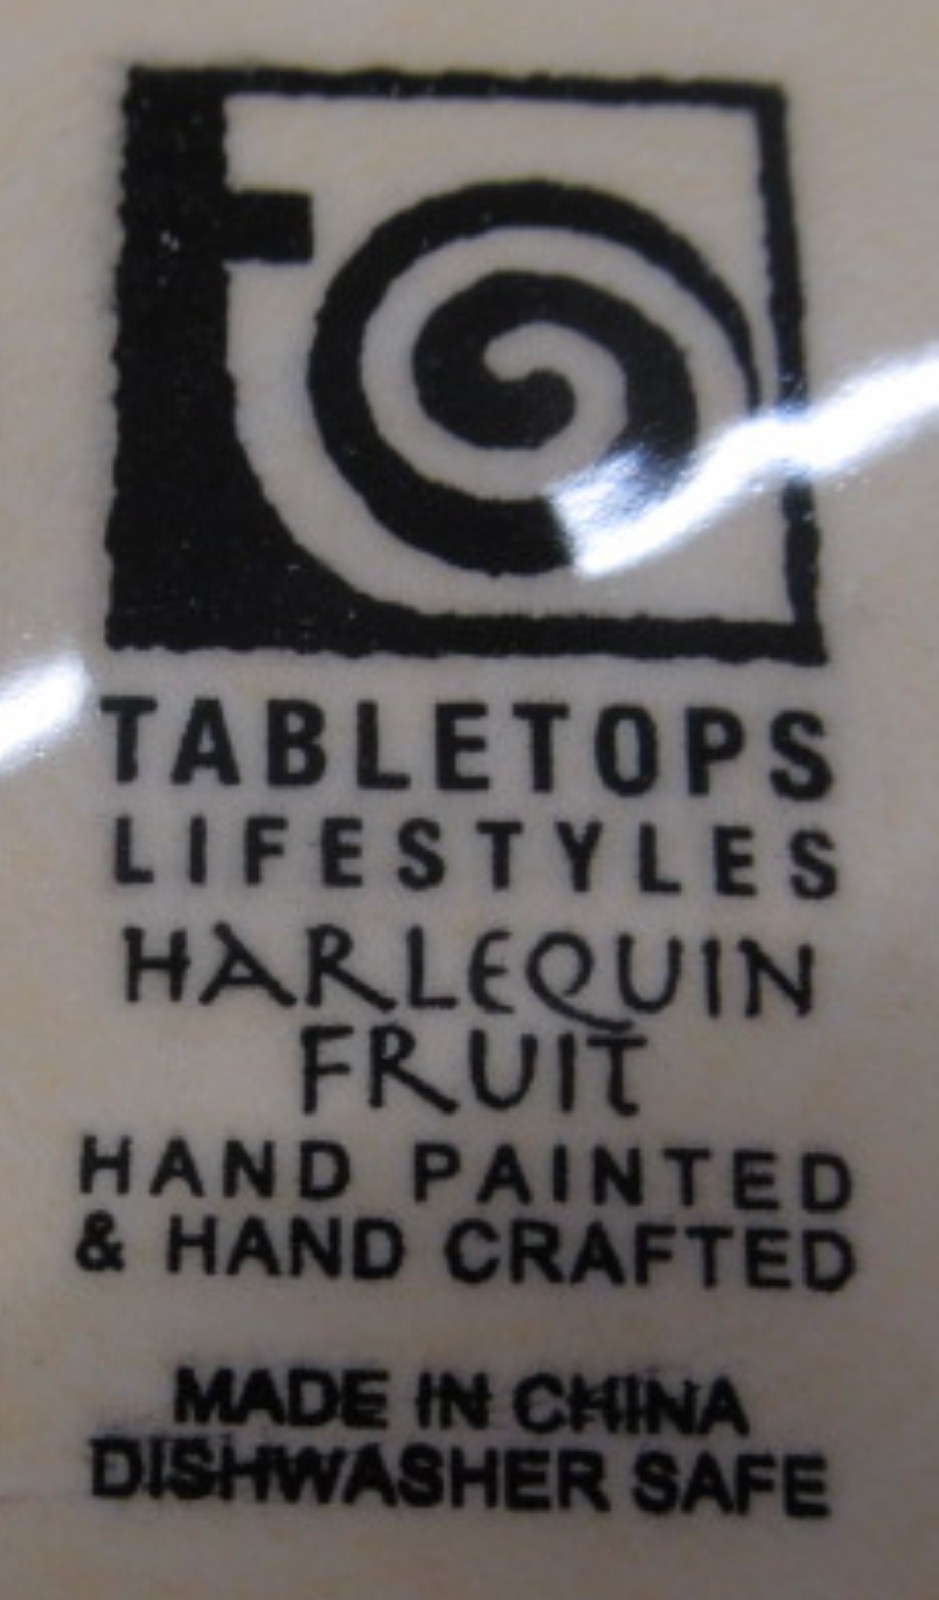 TABLETOPS
LIFESTYLES
HARLEQUIN
FRUIT
HAND PAINTED
& HAND CRAFTED
MADE IN CHINA
DISHWASHER SAFE